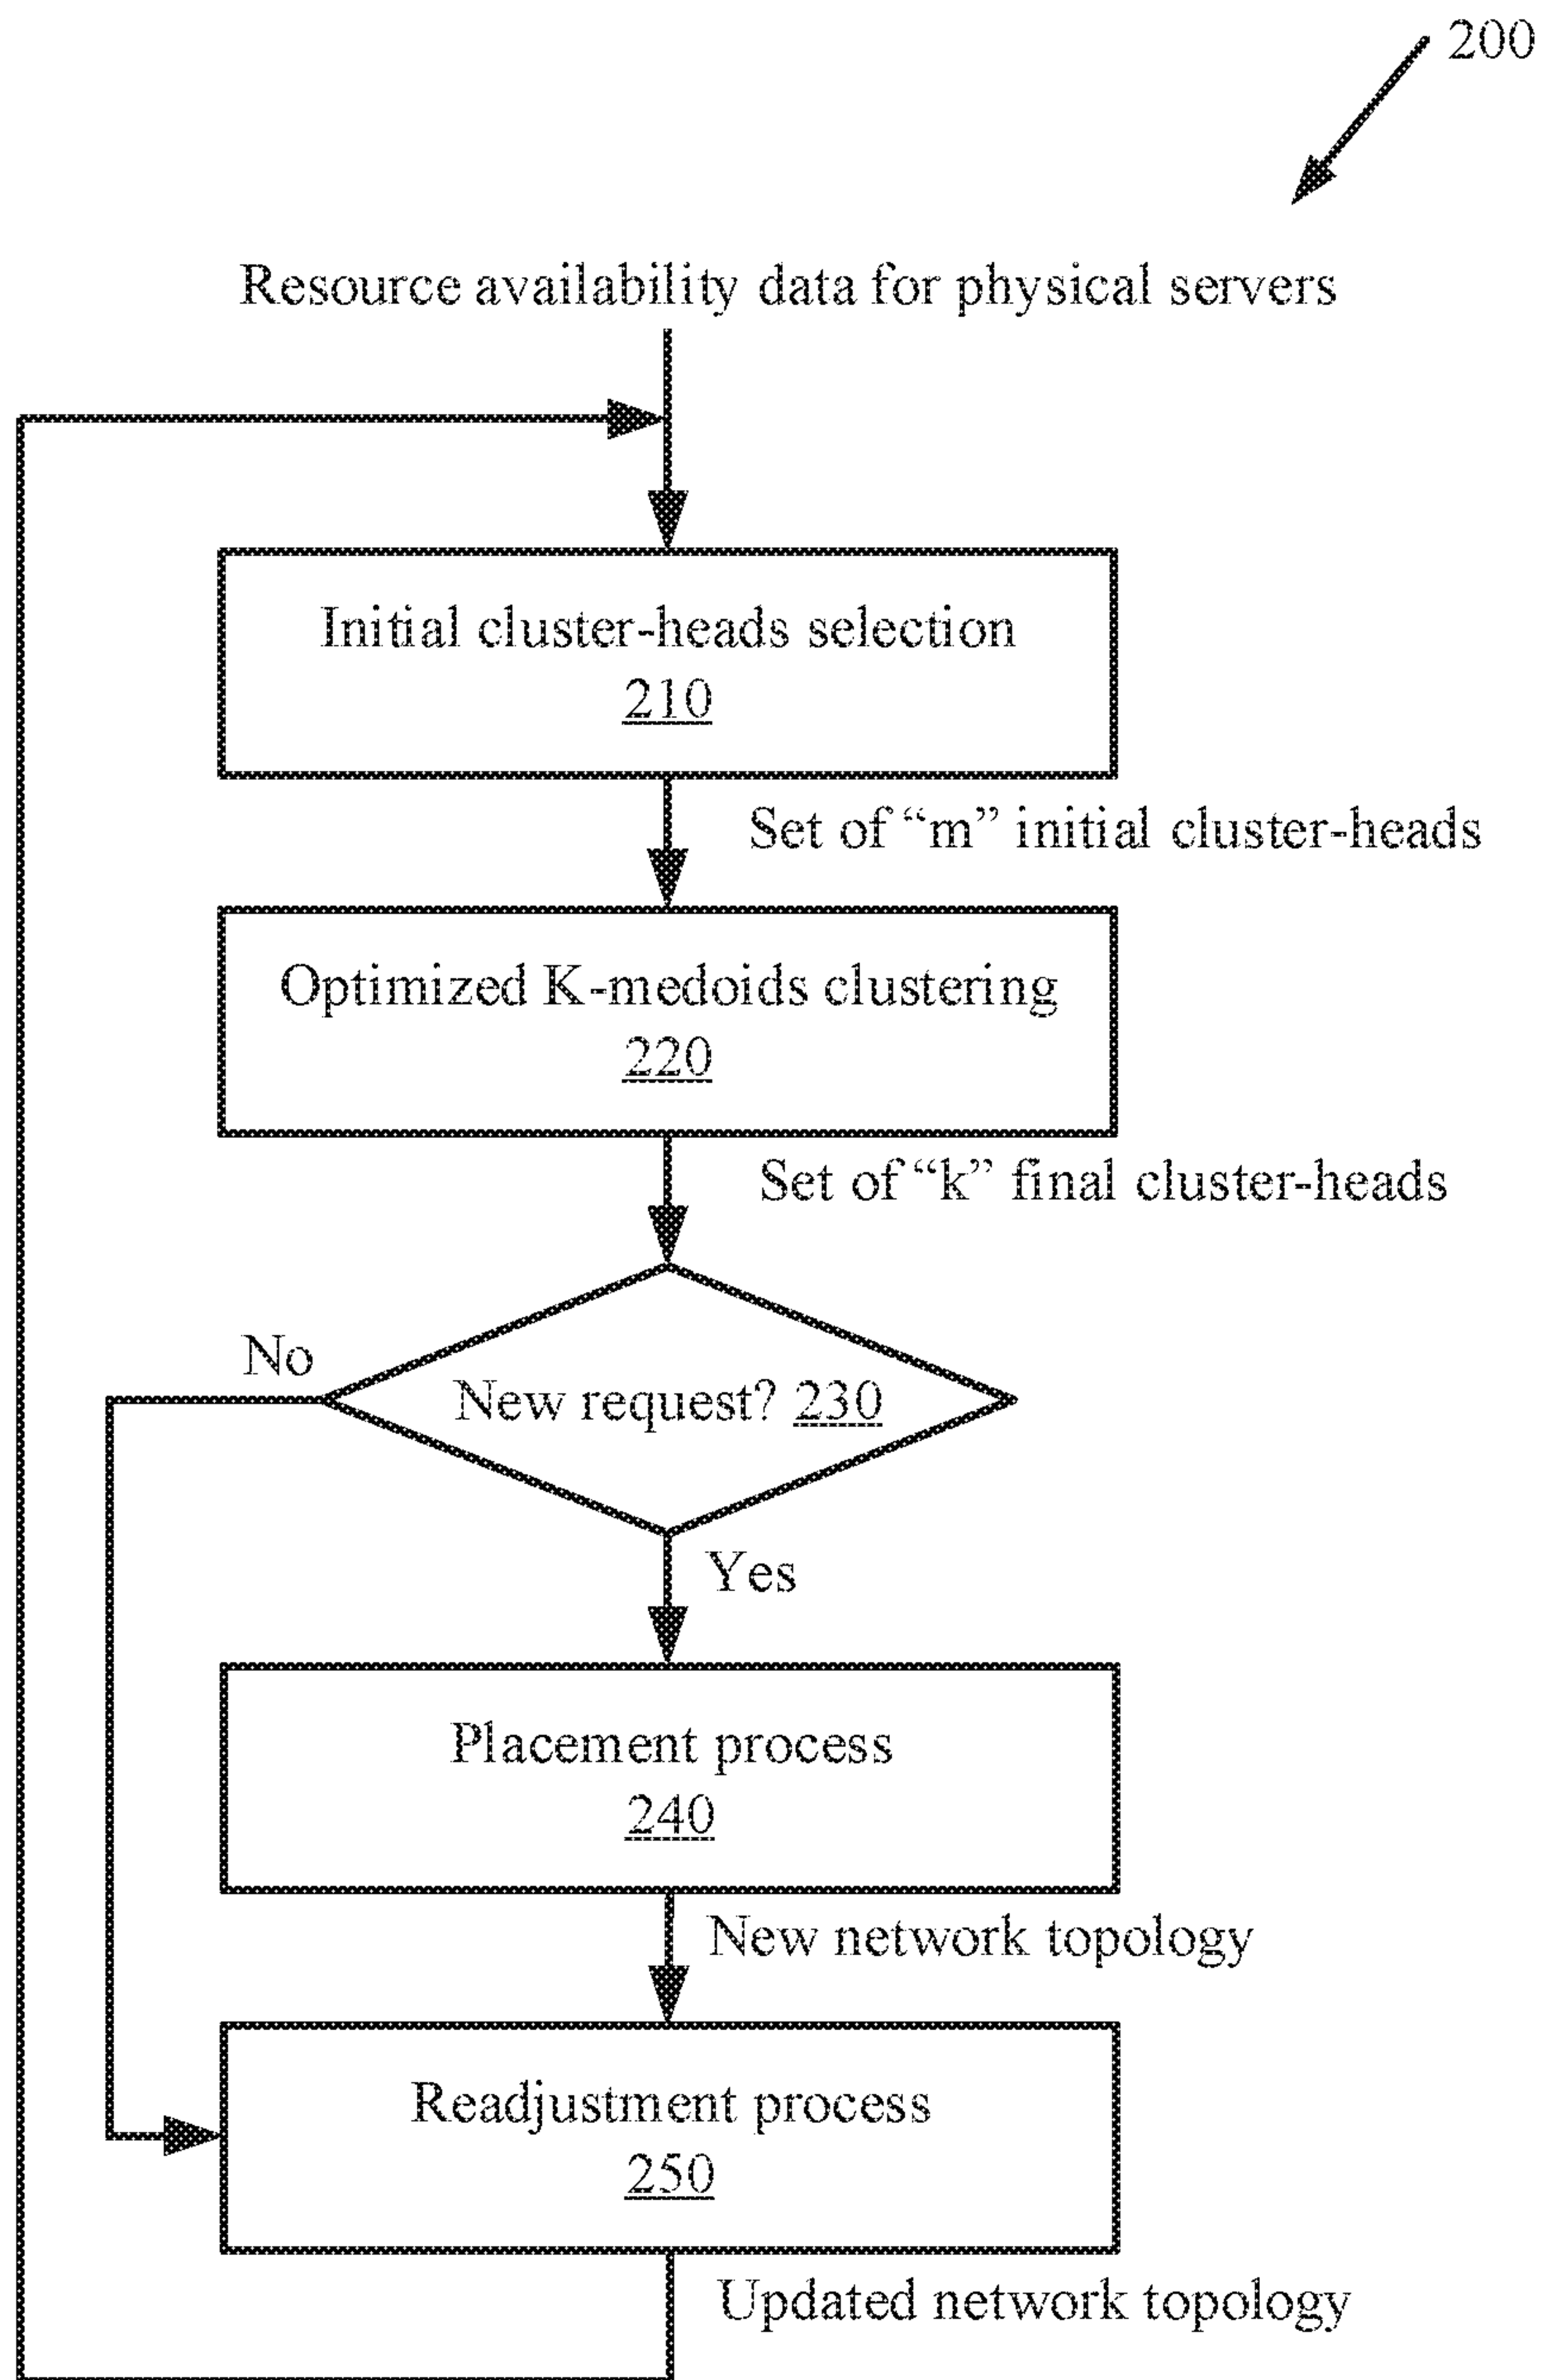 200
Resource availability data for physical servers
Initial cluster-heads selection
210
Set of “m” initial cluster-heads
Optimized K-medoids clustering
220
Set of “k” final cluster-heads
No
New request? 230
Yes
Placement process
240
New network topology
Readjustment process
250
Updated network topology